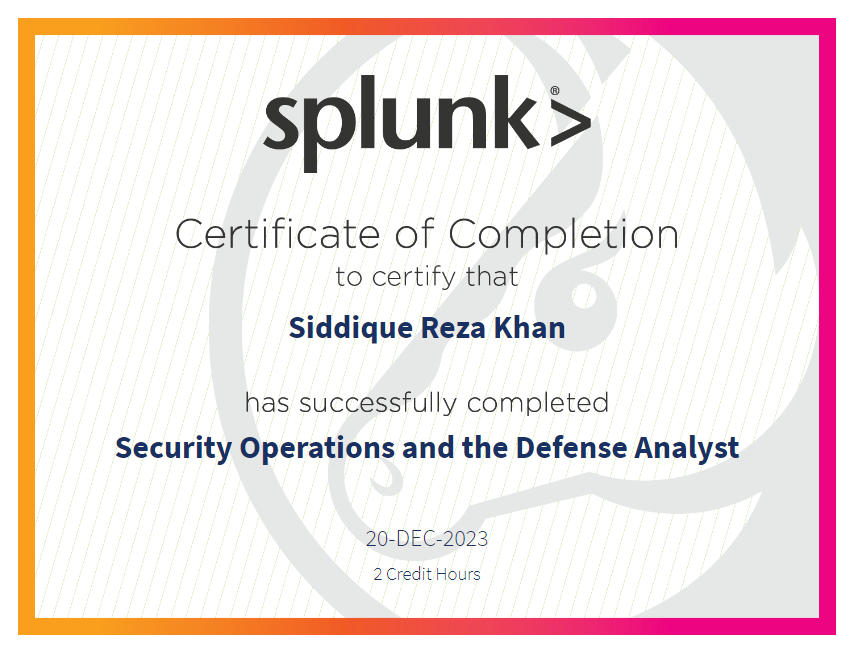 splunk>®
Certificate of Completion
to certify that
Siddique Reza Khan
has successfully completed
Security Operations and the Defense Analyst
20-DEC-2023
2 Credit Hours